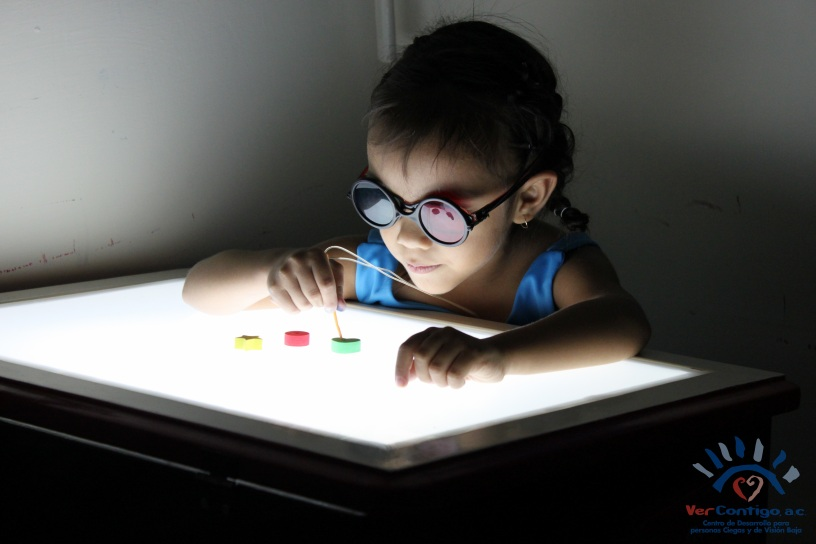 VerContigo, a.c
Centro de Desarrollo para
personas Ciegas y de Visión Baja